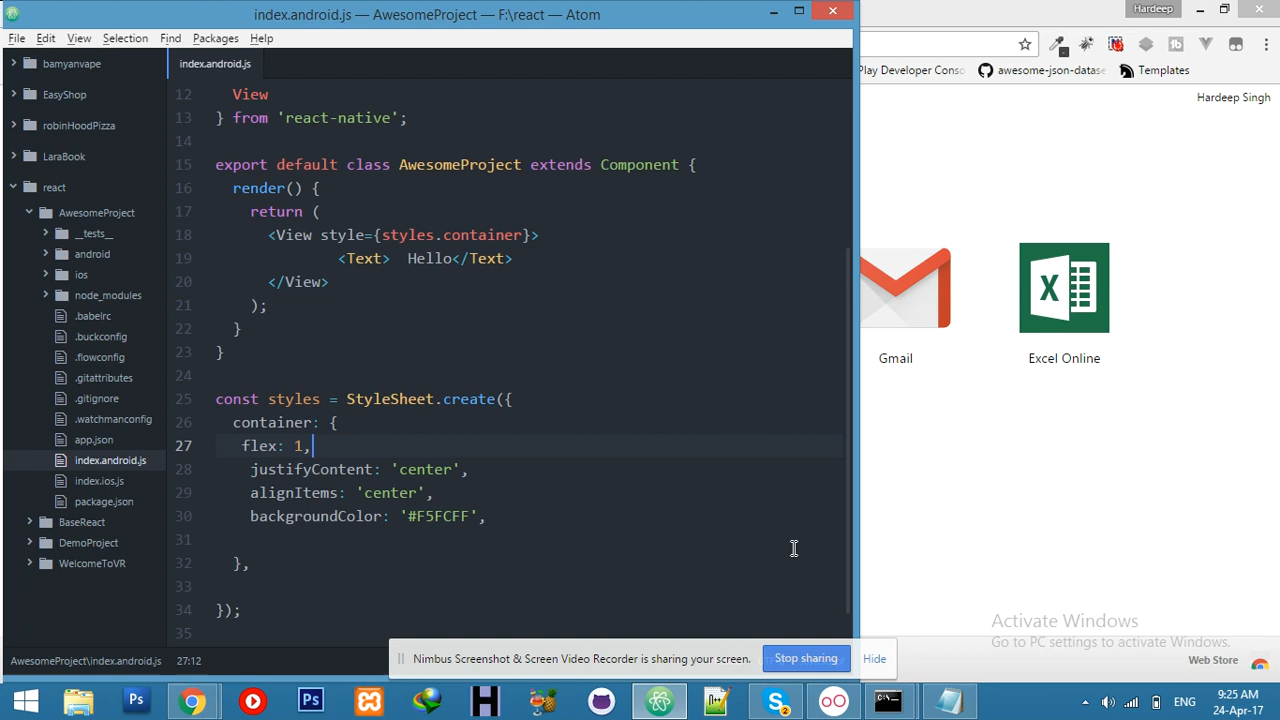 index.android.js — AwesomeProject — F:\react — Atom
File Edit View Selection Find Packages Help
bamyanvape
EasyShop
robinHoodPizza
LaraBook
react
AwesomeProject
__tests__
android
ios
node_modules
.babelrc
.buckconfig
.flowconfig
.gitattributes
.gitignore
.watchmanconfig
app.json
index.android.js
index.ios.js
package.json
BaseReact
DemoProject
WelcomeToVR
index.android.js
12 View
13 } from 'react-native';
14
15 export default class AwesomeProject extends Component {
16 render() {
17 return (
18 <View style={styles.container}>
19 <Text>  Hello</Text>
20 </View>
21 );
22 }
23 }
24
25 const styles = StyleSheet.create({
26 container: {
27 flex: 1,
28 justifyContent: 'center',
29 alignItems: 'center',
30 backgroundColor: '#F5FCFF',
31
32 },
33
34 });
35
AwesomeProject\index.android.js 27:12
Hardeep
Play Developer Conso
awesome-json-datase
Templates
Hardeep Singh
Gmail
Excel Online
Activate Windows
Go to PC settings to activate Windows.
Web Store
Nimbus Screenshot & Screen Video Recorder is sharing your screen. Stop sharing Hide
Ps
Ps
ENG
9:25 AM
24-Apr-17